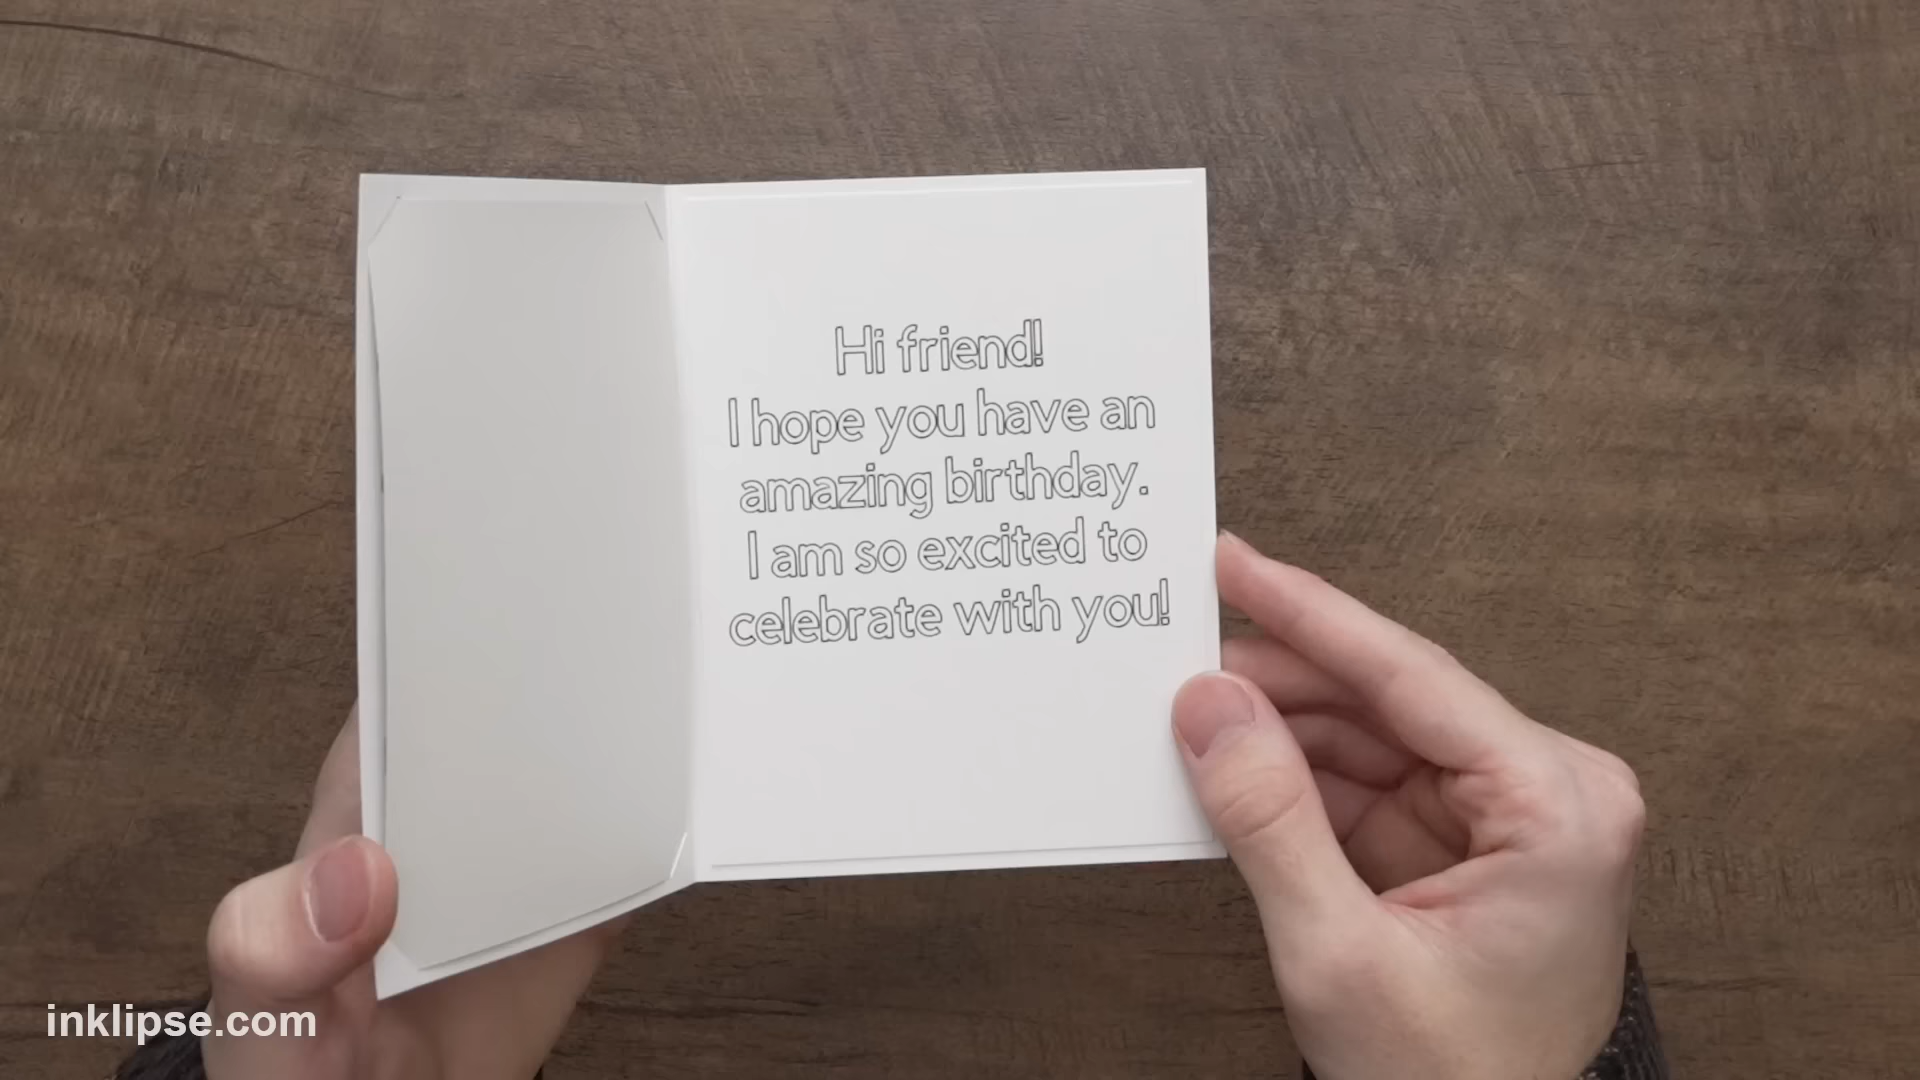 Hi friend!
I hope you have an
amazing birthday.
I am so excited to
celebrate with you!
inklipse.com